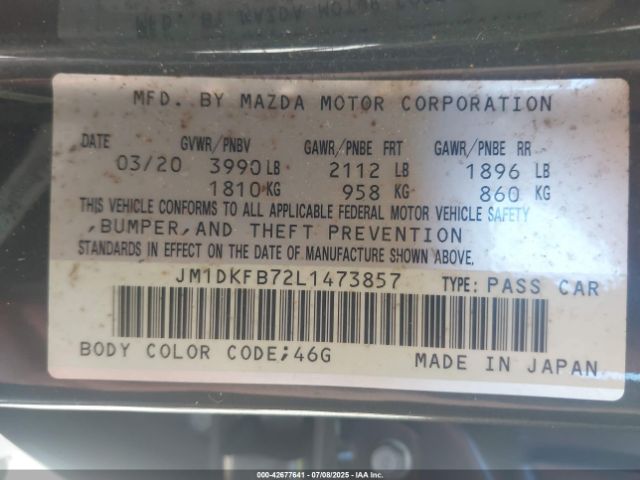 MFD. BY MAZDA MOTOR CORPORATION
DATE GVWR/PNBV GAWR/PNBE FRT GAWR/PNBE RR
03/20 3990 LB 2112 LB 1896 LB
1810 KG 958 KG 860 KG
THIS VEHICLE CONFORMS TO ALL APPLICABLE FEDERAL MOTOR VEHICLE SAFETY
,BUMPER,AND THEFT PREVENTION
STANDARDS IN EFFECT ON THE DATE OF MANUFACTURE SHOWN ABOVE.
JM1DKFB72L1473857 TYPE: PASS CAR
BODY COLOR CODE;46G MADE IN JAPAN
000-42677641 - 07/08/2025 - IAAI.com